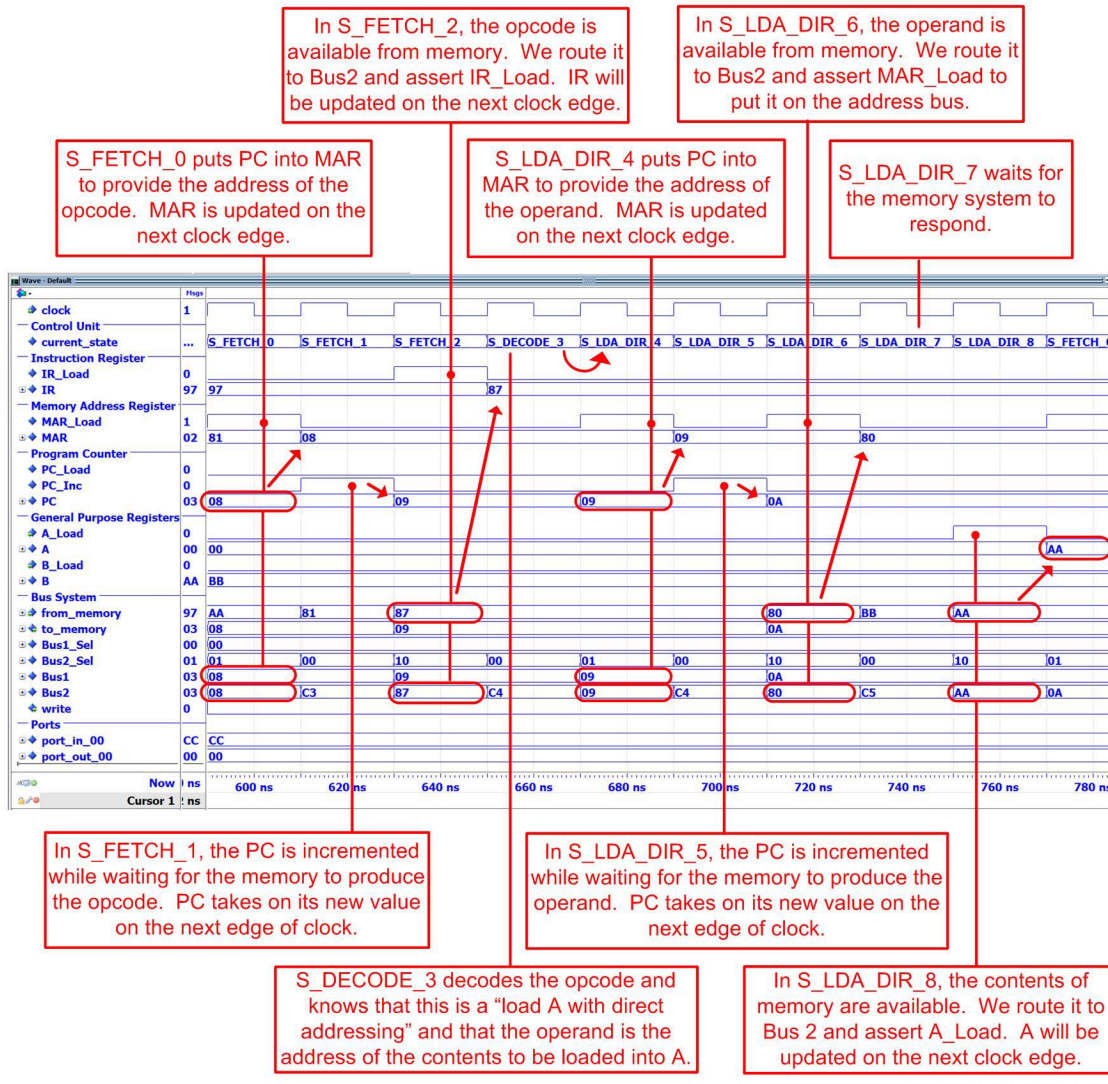 In S_FETCH_2, the opcode is
available from memory. We route it
to Bus2 and assert IR_Load. IR will
be updated on the next clock edge.
In S_LDA_DIR_6, the operand is
available from memory. We route it
to Bus2 and assert MAR_Load to
put it on the address bus.
S_FETCH_0 puts PC into MAR
to provide the address of the
opcode. MAR is updated on the
next clock edge.
S_LDA_DIR_4 puts PC into
MAR to provide the address of
the operand. MAR is updated
on the next clock edge.
S_LDA_DIR_7 waits for
the memory system to
respond.
Wave - Default
Msgs
clock 1
Control Unit
current_state ... S_FETCH_0 S_FETCH_1 S_FETCH_2 S_DECODE_3 S_LDA_DIR_4 S_LDA_DIR_5 S_LDA_DIR_6 S_LDA_DIR_7 S_LDA_DIR_8 S_FETCH_0
Instruction Register
IR_Load 0
IR 97 97 87
Memory Address Register
MAR_Load 1
MAR 02 81 08 09 80
Program Counter
PC_Load 0
PC_Inc 0
PC 03 08 09 09 0A
General Purpose Registers
A_Load 0
A 00 00 AA
B_Load 0
B AA BB
Bus System
from_memory 97 AA 81 87 80 BB AA
to_memory 03 08 09 0A
Bus1_Sel 00 00
Bus2_Sel 01 01 00 10 00 01 00 10 00 10 01
Bus1 03 08 09 09 0A
Bus2 03 08 C3 87 C4 09 C4 80 C5 AA 0A
write 0
Ports
port_in_00 CC CC
port_out_00 00 00
Now ns 600 ns 620 ns 640 ns 660 ns 680 ns 700 ns 720 ns 740 ns 760 ns 780 ns
Cursor 1 ns
In S_FETCH_1, the PC is incremented
while waiting for the memory to produce
the opcode. PC takes on its new value
on the next edge of clock.
In S_LDA_DIR_5, the PC is incremented
while waiting for the memory to produce
the operand. PC takes on its new value on the
next edge of clock.
S_DECODE_3 decodes the opcode and
knows that this is a “load A with direct
addressing” and that the operand is the
address of the contents to be loaded into A.
In S_LDA_DIR_8, the contents of
memory are available. We route it to
Bus 2 and assert A_Load. A will be
updated on the next clock edge.